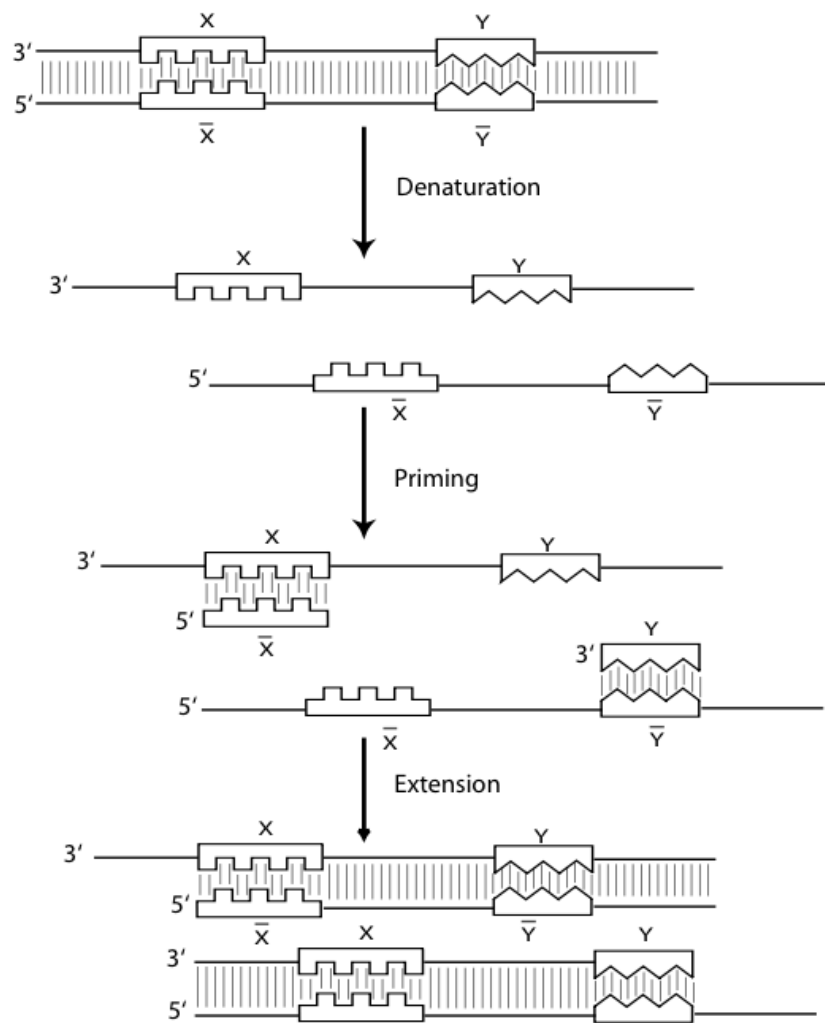 X Y
3‘
5‘
X̅ Y̅
Denaturation
X Y
3‘
5‘
X̅ Y̅
Priming
X Y
3‘
5‘
X̅ Y
3‘
5‘
X̅ Y̅
Extension
X Y
3‘
5‘
X̅ X Y̅ Y
3‘
5‘